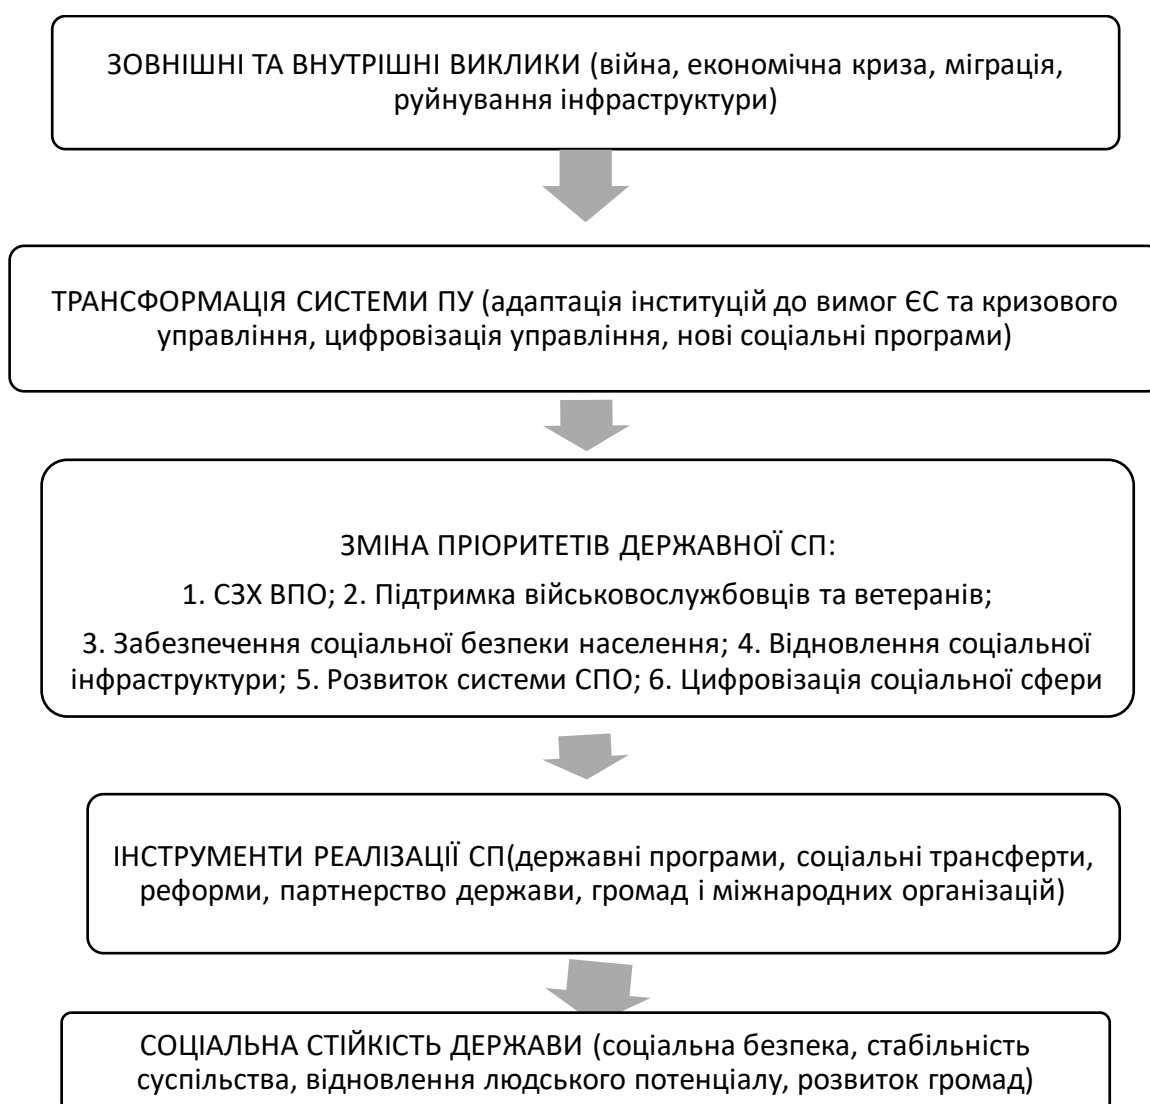 ЗОВНІШНІ ТА ВНУТРІШНІ ВИКЛИКИ (війна, економічна криза, міграція,
руйнування інфраструктури)
ТРАНСФОРМАЦІЯ СИСТЕМИ ПУ (адаптація інституцій до вимог ЄС та кризового
управління, цифровізація управління, нові соціальні програми)
ЗМІНА ПРІОРИТЕТІВ ДЕРЖАВНОЇ СП:
1. СЗХ ВПО; 2. Підтримка військовослужбовців та ветеранів;
3. Забезпечення соціальної безпеки населення; 4. Відновлення соціальної
інфраструктури; 5. Розвиток системи СПО; 6. Цифровізація соціальної сфери
ІНСТРУМЕНТИ РЕАЛІЗАЦІЇ СП(державні програми, соціальні трансферти,
реформи, партнерство держави, громад і міжнародних організацій)
СОЦІАЛЬНА СТІЙКІСТЬ ДЕРЖАВИ (соціальна безпека, стабільність
суспільства, відновлення людського потенціалу, розвиток громад)